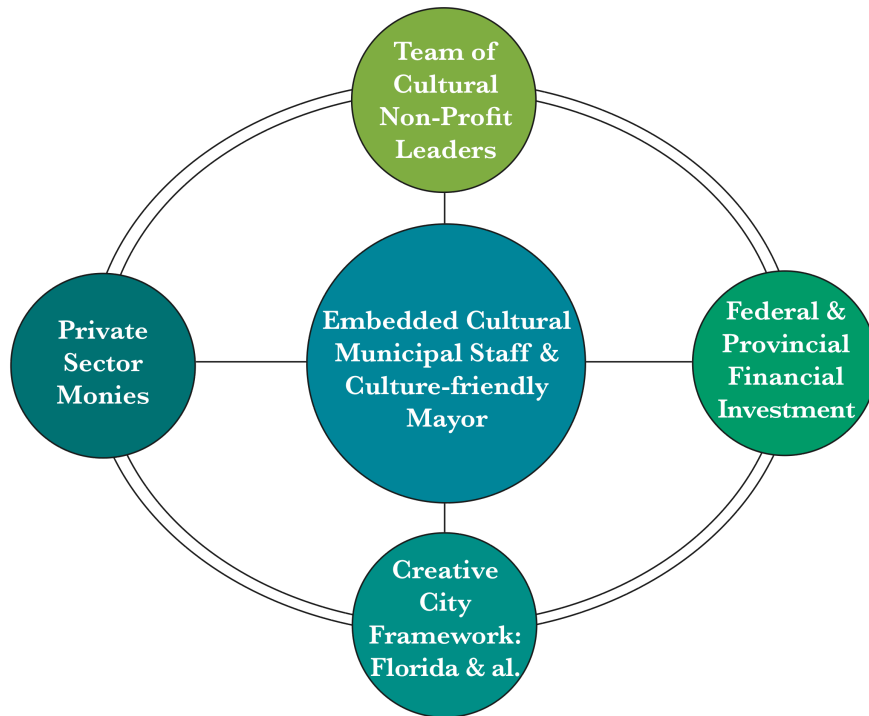 Team of
Cultural
Non-Profit
Leaders
Private
Sector
Monies
Embedded Cultural
Municipal Staff &
Culture-friendly
Mayor
Federal &
Provincial
Financial
Investment
Creative
City
Framework:
Florida & al.